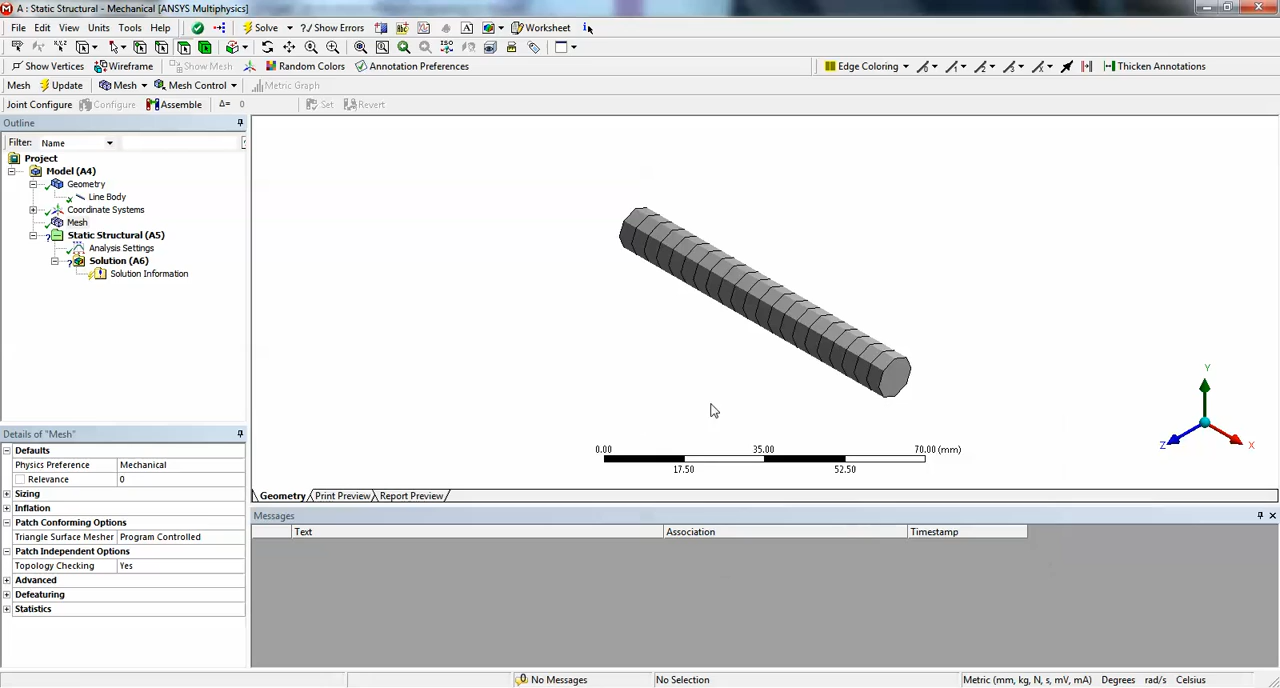 A : Static Structural - Mechanical [ANSYS Multiphysics]
File Edit View Units Tools Help Solve ?/ Show Errors Worksheet
Show Vertices Wireframe Show Mesh Random Colors Annotation Preferences Edge Coloring Thicken Annotations
Mesh Update Mesh Mesh Control Metric Graph
Joint Configure Configure Assemble Δ= 0 Set Revert
Outline
Filter: Name
Project
Model (A4)
Geometry
Line Body
Coordinate Systems
Mesh
Static Structural (A5)
Analysis Settings
Solution (A6)
Solution Information
Details of "Mesh"
Defaults
Physics Preference Mechanical
Relevance 0
Sizing
Inflation
Patch Conforming Options
Triangle Surface Mesher Program Controlled
Patch Independent Options
Topology Checking Yes
Advanced
Defeaturing
Statistics
Y
Z X
0.00 35.00 70.00 (mm)
17.50 52.50
Geometry Print Preview Report Preview
Messages
Text Association Timestamp
No Messages No Selection Metric (mm, kg, N, s, mV, mA) Degrees rad/s Celsius